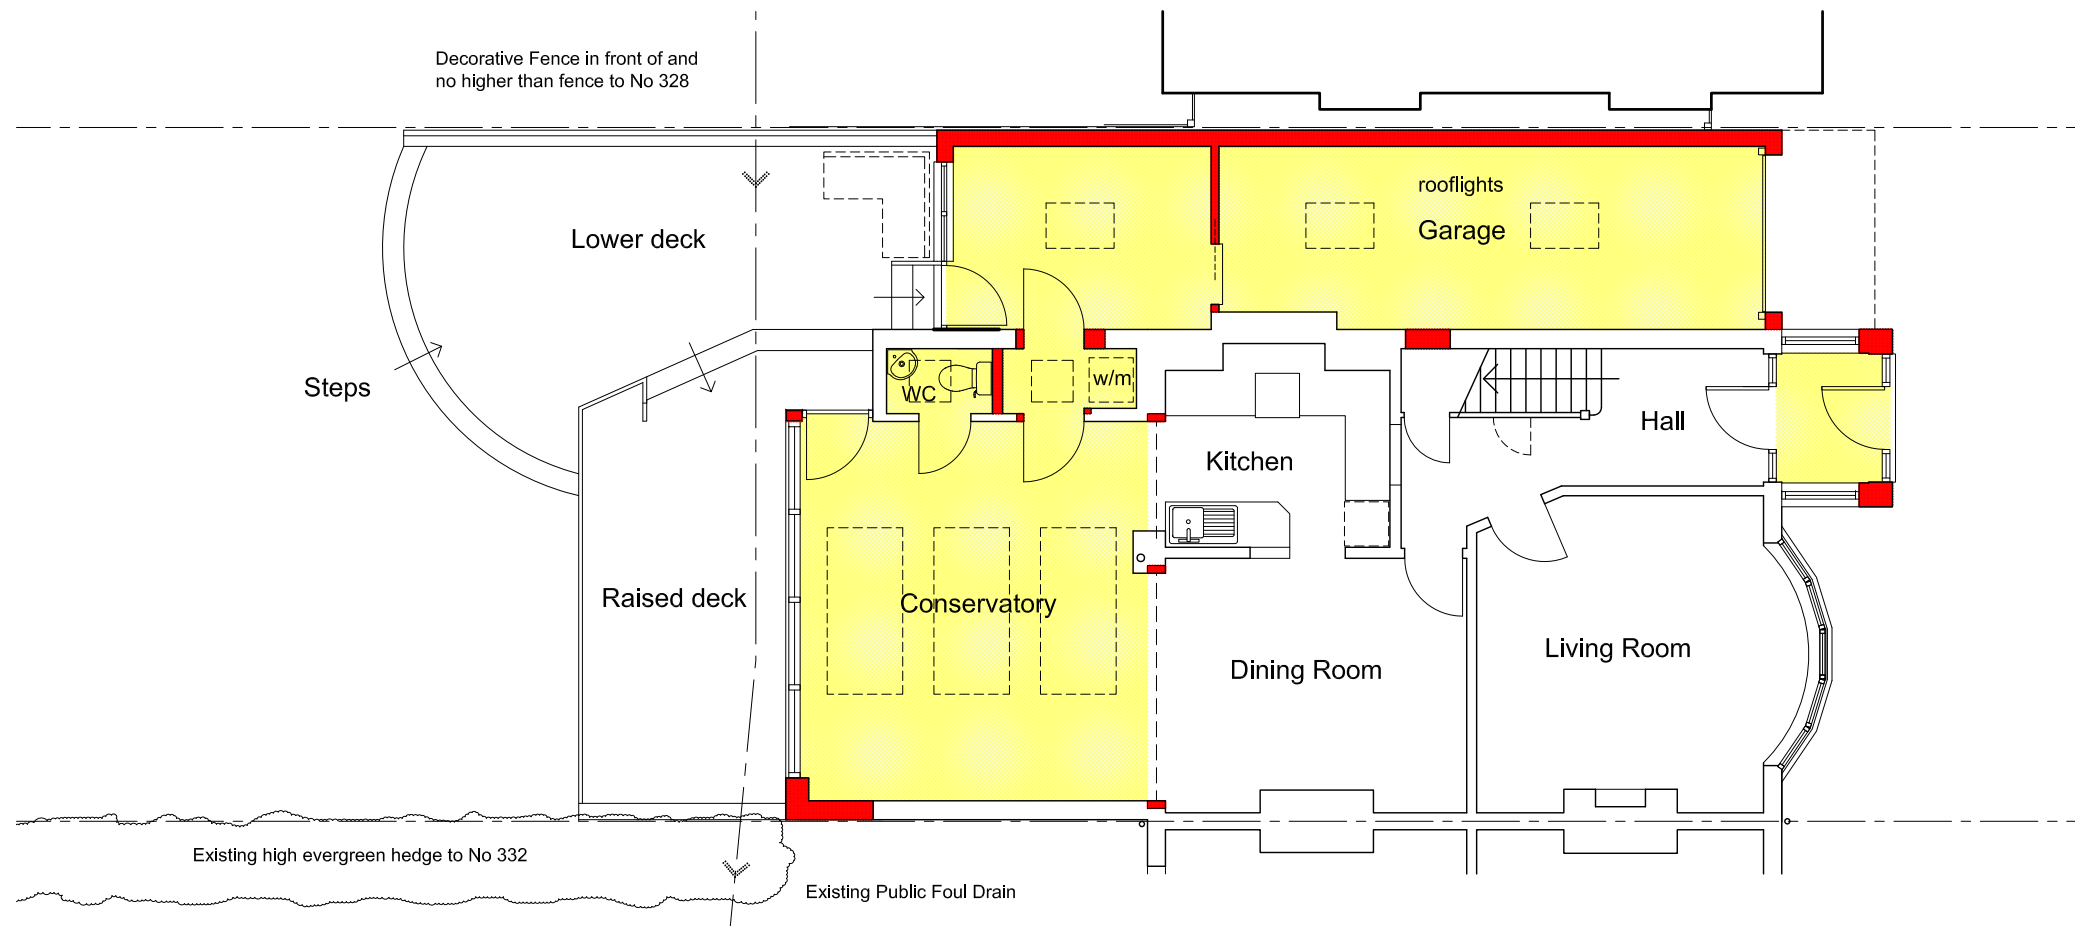 Decorative Fence in front of and
no higher than fence to No 328
rooflights
Garage
Lower deck
Steps
WC
w/m
Hall
Kitchen
Raised deck
Conservatory
Dining Room
Living Room
Existing high evergreen hedge to No 332
Existing Public Foul Drain